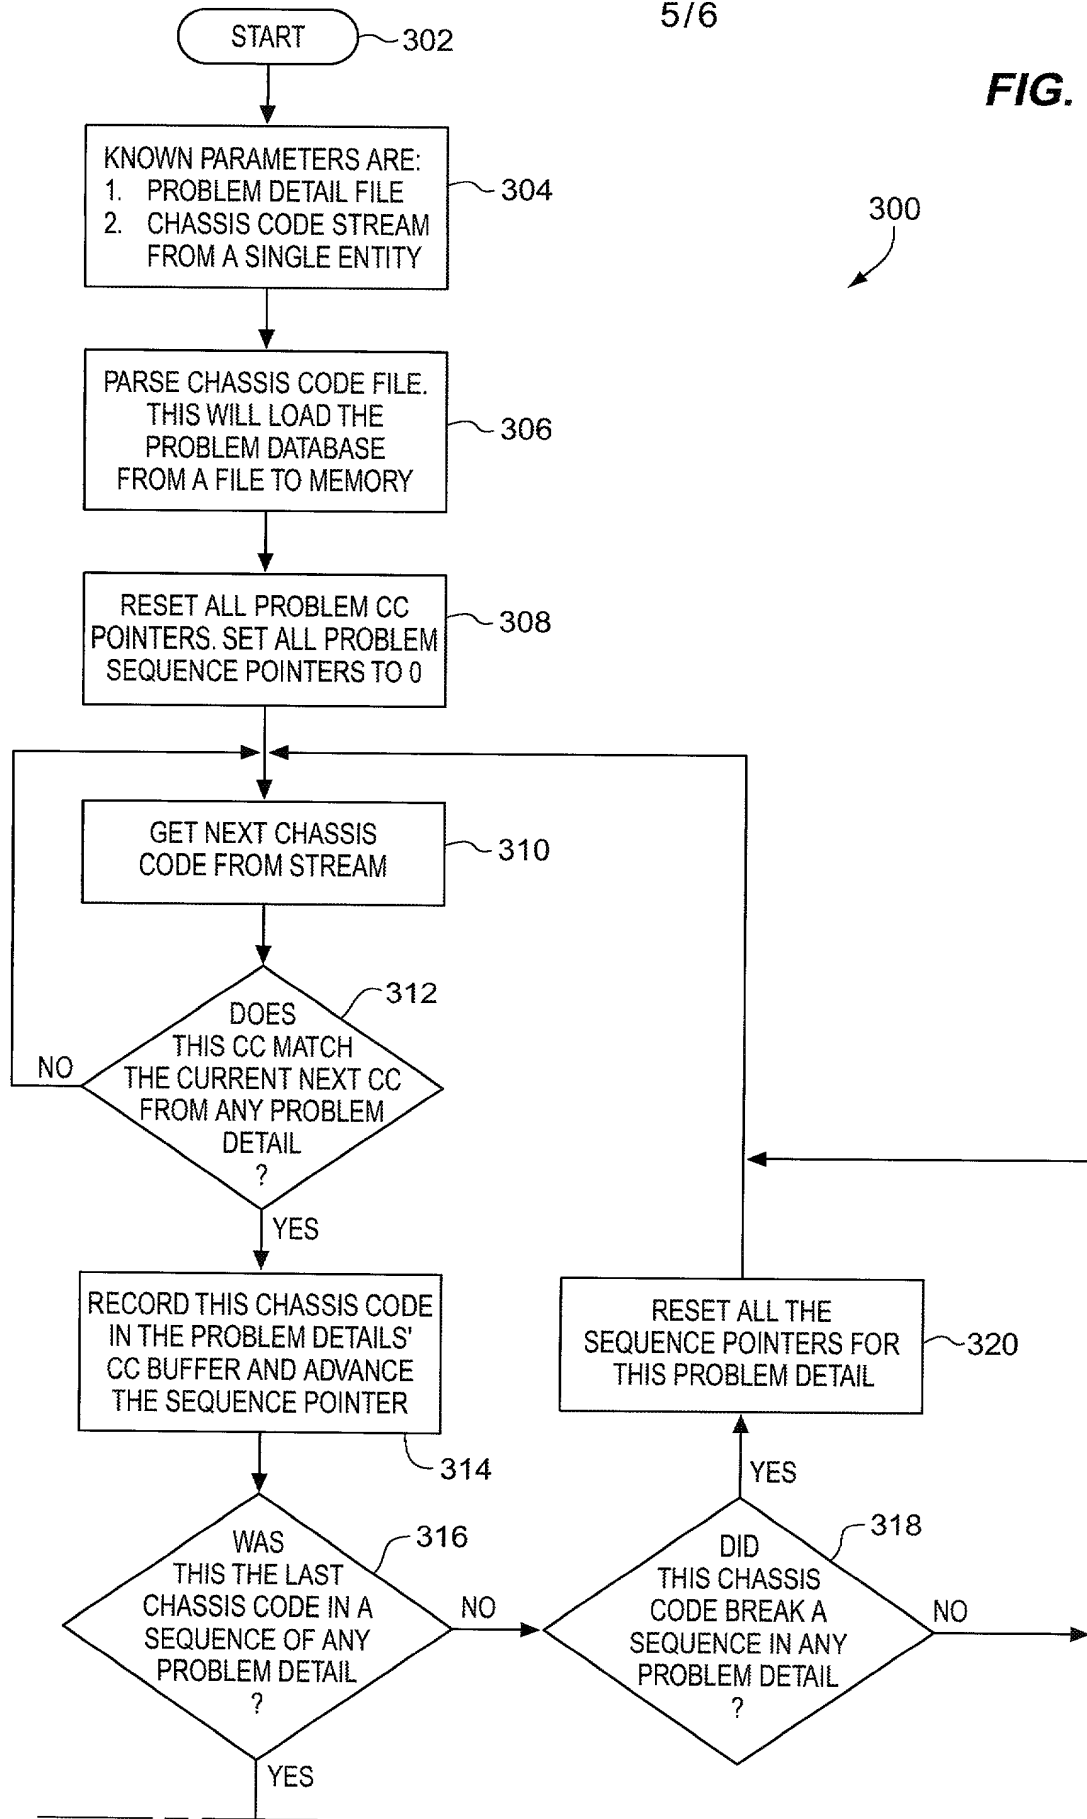 5/6
START
302
FIG.
KNOWN PARAMETERS ARE:
1. PROBLEM DETAIL FILE
2. CHASSIS CODE STREAM
FROM A SINGLE ENTITY
304
300
PARSE CHASSIS CODE FILE.
THIS WILL LOAD THE
PROBLEM DATABASE
FROM A FILE TO MEMORY
306
RESET ALL PROBLEM CC
POINTERS. SET ALL PROBLEM
SEQUENCE POINTERS TO 0
308
GET NEXT CHASSIS
CODE FROM STREAM
310
DOES
THIS CC MATCH
THE CURRENT NEXT CC
FROM ANY PROBLEM
DETAIL
?
312
NO
YES
RECORD THIS CHASSIS CODE
IN THE PROBLEM DETAILS'
CC BUFFER AND ADVANCE
THE SEQUENCE POINTER
314
RESET ALL THE
SEQUENCE POINTERS FOR
THIS PROBLEM DETAIL
320
YES
WAS
THIS THE LAST
CHASSIS CODE IN A
SEQUENCE OF ANY
PROBLEM DETAIL
?
316
NO
DID
THIS CHASSIS
CODE BREAK A
SEQUENCE IN ANY
PROBLEM DETAIL
?
318
NO
YES